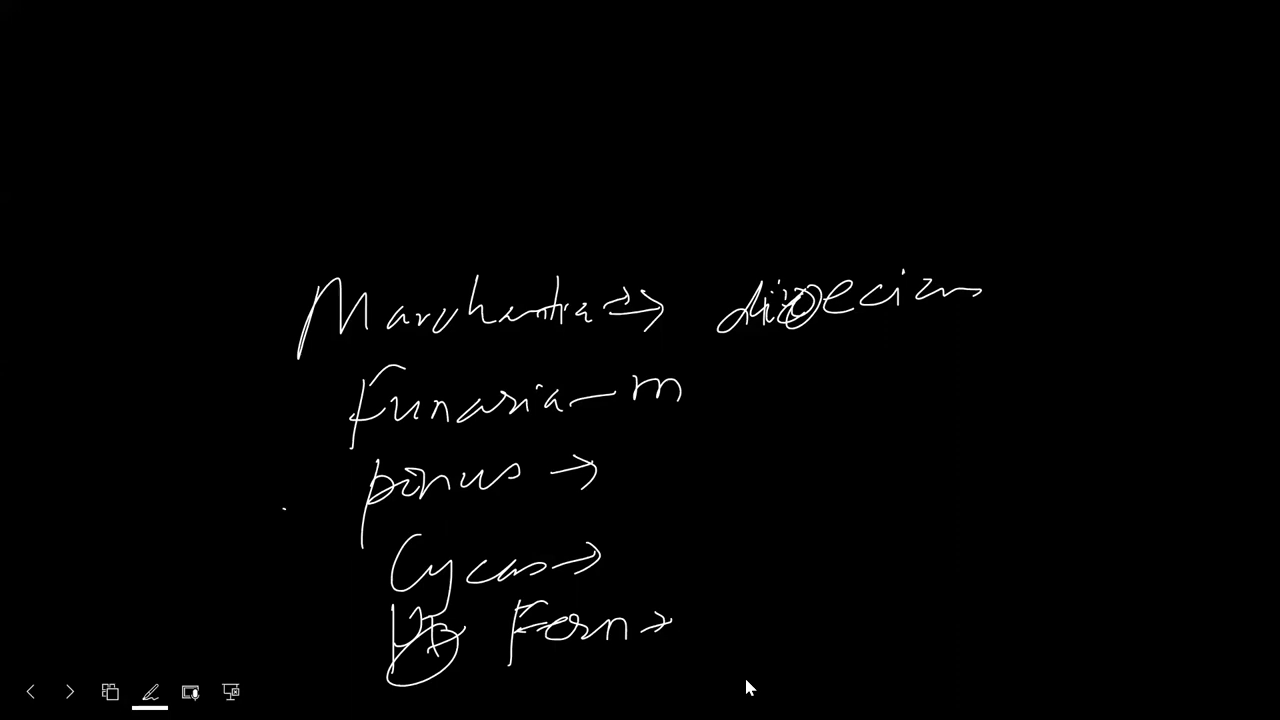 Marchantia → dioecious
Funaria - m
pinus →
Cycas →
Fern →